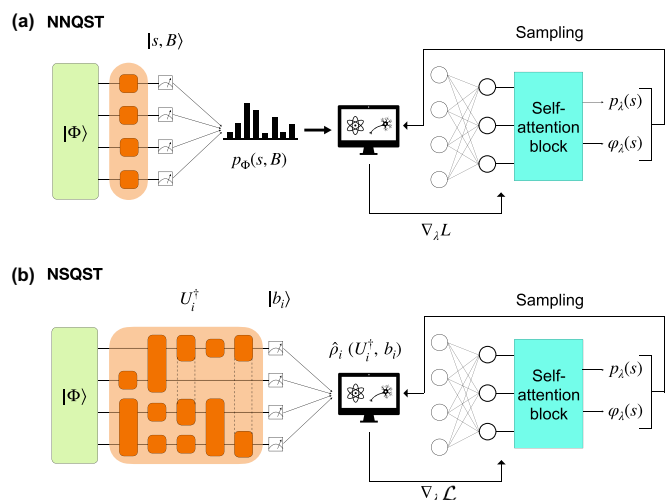 (a) NNQST
|s, B⟩
Sampling
|Φ⟩
Self-
attention
block
p_λ(s)
φ_λ(s)
p_Φ(s, B)
∇_λ L
(b) NSQST
U_i^†
|b_i⟩
Sampling
ρ̂_i (U_i^†, b_i)
|Φ⟩
Self-
attention
block
p_λ(s)
φ_λ(s)
∇_λ ℒ